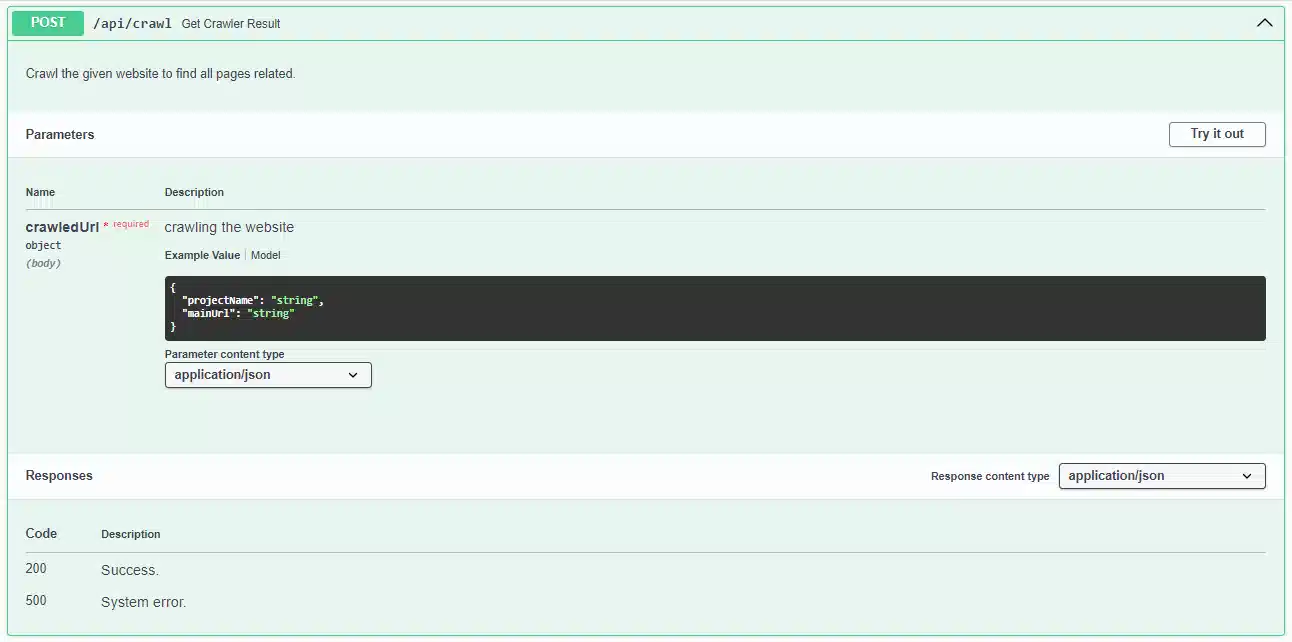 POST /api/crawl Get Crawler Result
Crawl the given website to find all pages related.
Parameters Try it out
Name Description
crawledUrl * required crawling the website
object
(body)
Example Value Model
{
"projectName": "string",
"mainUrl": "string"
}
Parameter content type
application/json
Responses Response content type application/json
Code Description
200 Success.
500 System error.